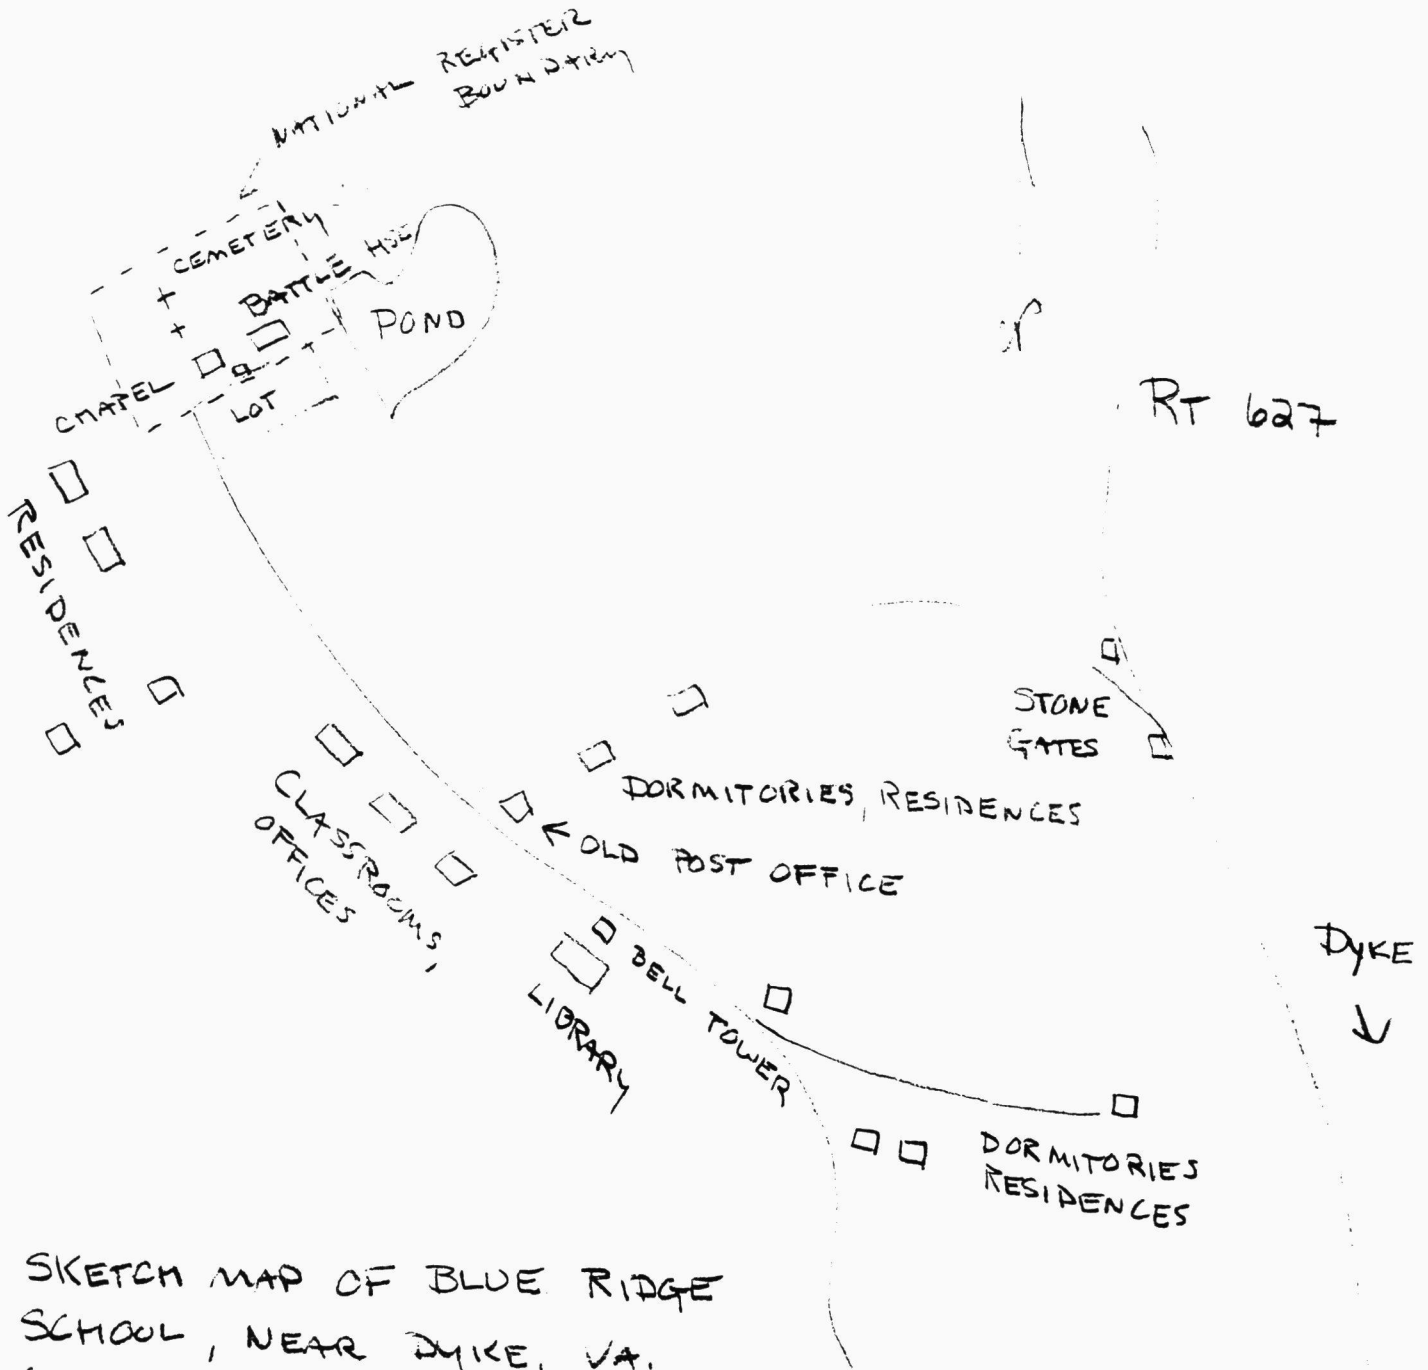 NATIONAL REGISTER
BOUNDARY
CEMETERY
BATTLE HSE
POND
CHAPEL
LOT
RT 627
RESIDENCES
STONE
GATES
DORMITORIES, RESIDENCES
← OLD POST OFFICE
CLASSROOMS,
OFFICES
BELL TOWER
LIBRARY
DYKE
↓
DORMITORIES
RESIDENCES
SKETCH MAP OF BLUE RIDGE
SCHOOL, NEAR DYKE, VA.